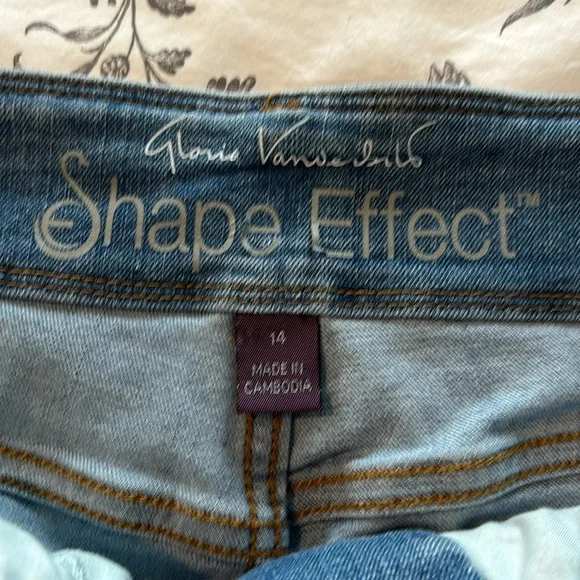 Gloria Vanderbilt
Shape Effect™
14
MADE IN
CAMBODIA